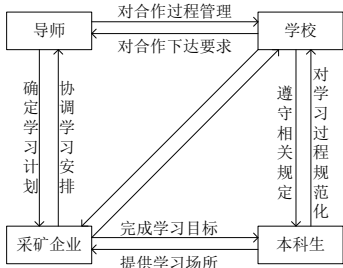 对合作过程管理
导师
学校
对合作下达要求
确定学习计划
协调学习安排
遵守相关规定
对学习过程规范化
完成学习目标
采矿企业
本科生
提供学习场所